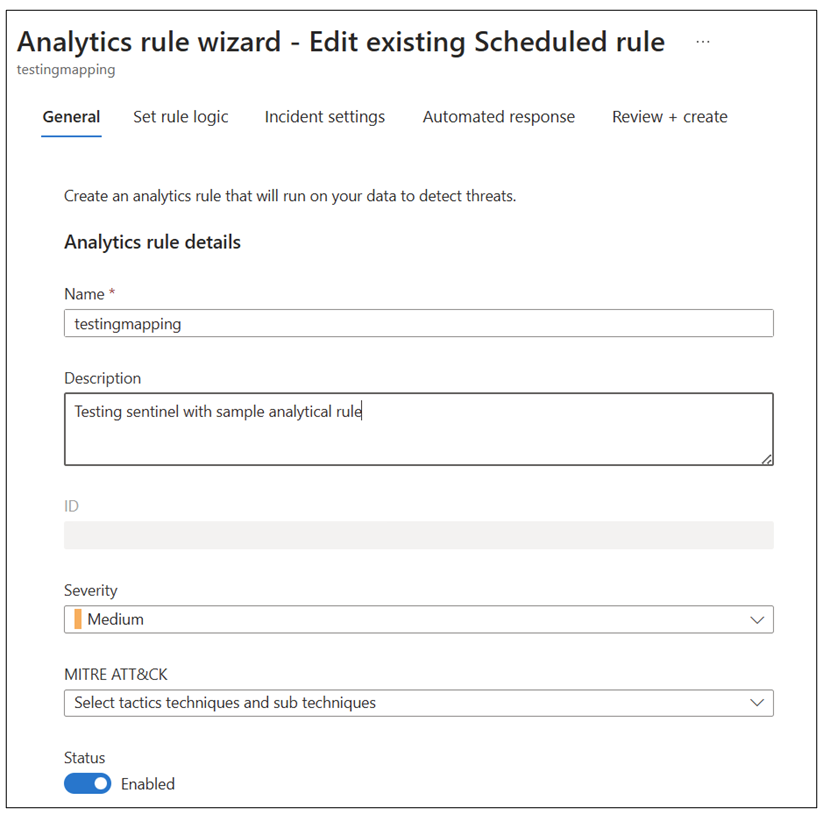 Analytics rule wizard - Edit existing Scheduled rule ...
testingmapping
General Set rule logic Incident settings Automated response Review + create
Create an analytics rule that will run on your data to detect threats.
Analytics rule details
Name *
testingmapping
Description
Testing sentinel with sample analytical rule
ID
Severity
Medium
MITRE ATT&CK
Select tactics techniques and sub techniques
Status
Enabled